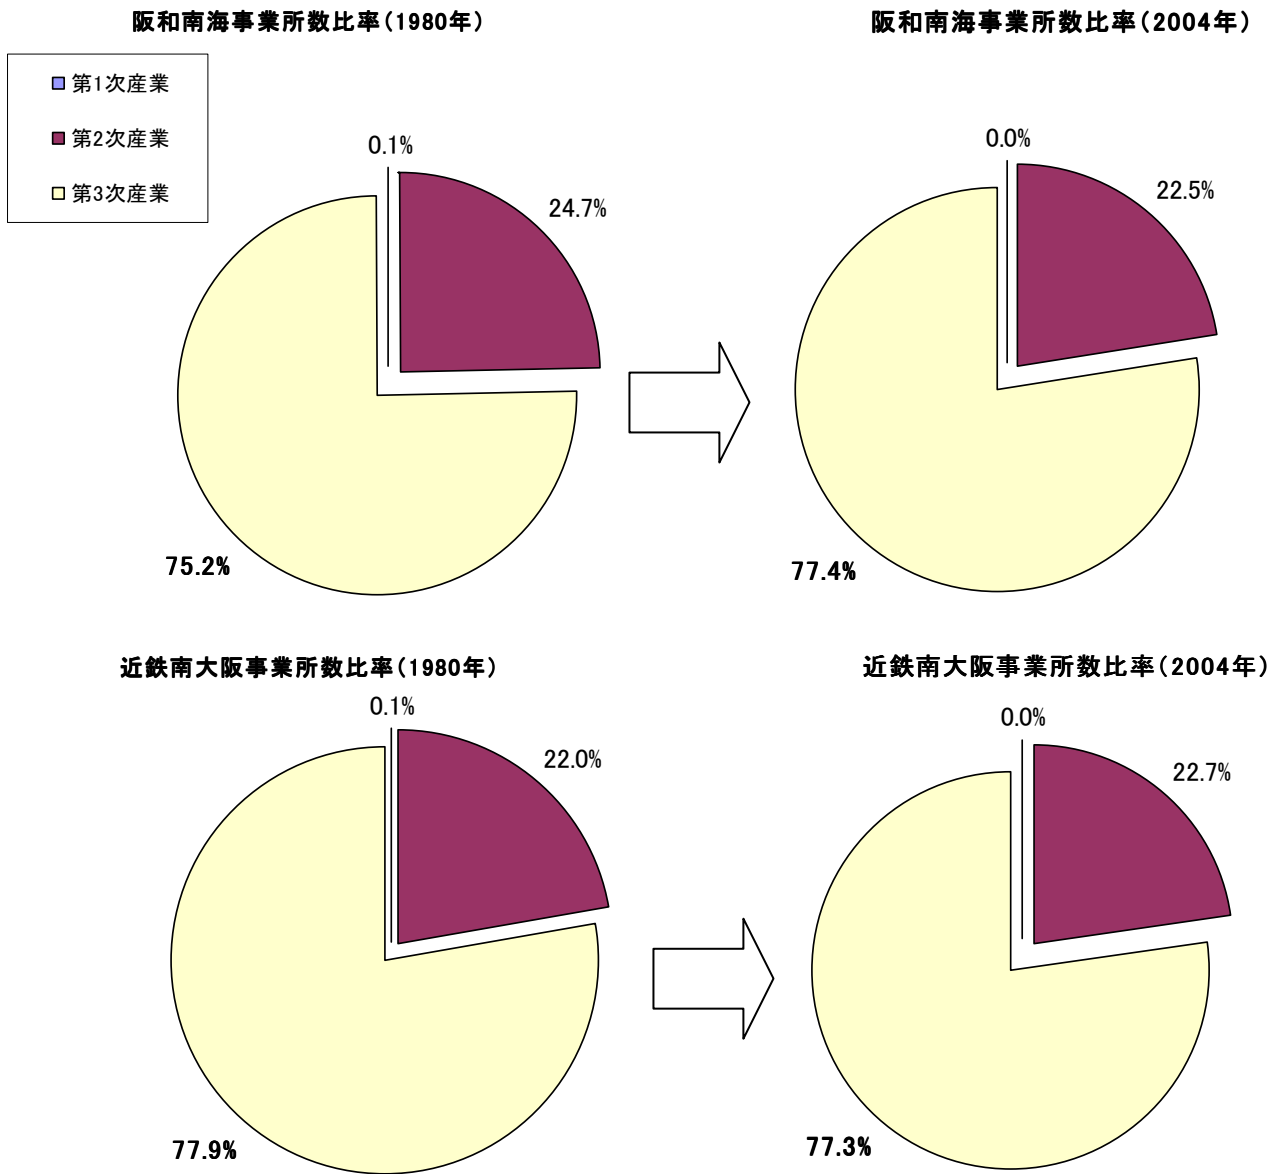 阪和南海事業所数比率(1980年)
阪和南海事業所数比率(2004年)
第1次産業
第2次産業
第3次産業
0.1%
24.7%
75.2%
0.0%
22.5%
77.4%
近鉄南大阪事業所数比率(1980年)
近鉄南大阪事業所数比率(2004年)
0.1%
22.0%
77.9%
0.0%
22.7%
77.3%